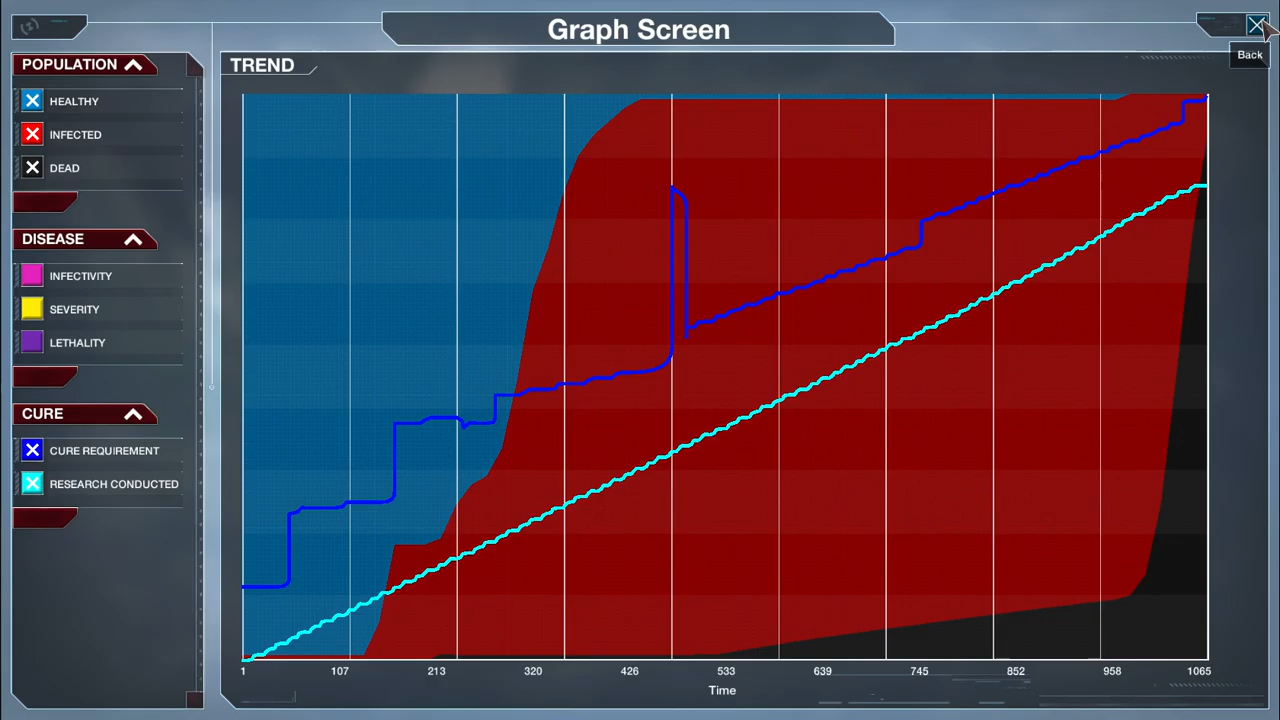 Graph Screen
Back
POPULATION
HEALTHY
INFECTED
DEAD
DISEASE
INFECTIVITY
SEVERITY
LETHALITY
CURE
CURE REQUIREMENT
RESEARCH CONDUCTED
TREND
1 107 213 320 426 533 639 745 852 958 1065
Time